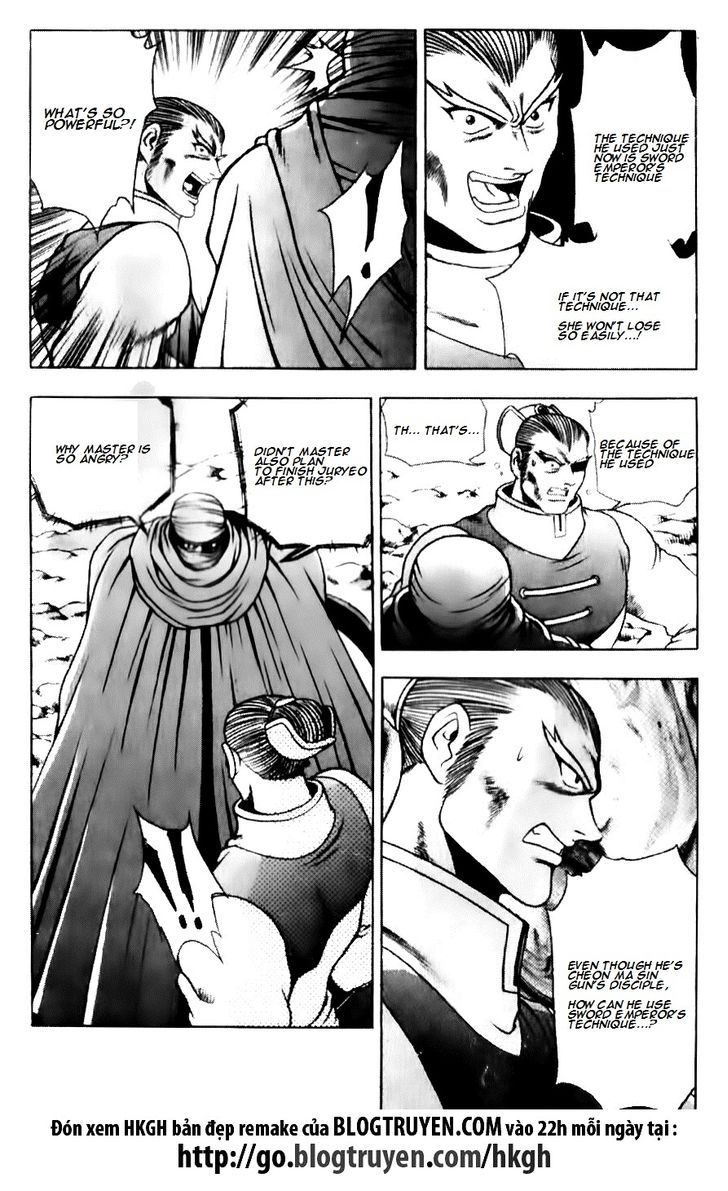 WHAT'S SO
POWERFUL?!
!
THE TECHNIQUE
HE USED JUST
NOW IS SWORD
EMPEROR'S
TECHNIQUE
IF IT'S NOT THAT
TECHNIQUE...
SHE WON'T LOSE
SO EASILY...!
WHY MASTER IS
SO ANGRY?
DIDN'T MASTER
ALSO PLAN
TO FINISH JURYEO
AFTER THIS?
!!
TH... THAT'S...
BECAUSE OF
THE TECHNIQUE
HE USED
EVEN THOUGH HE'S
CHEON MA SIN
GUN'S DISCIPLE,
HOW CAN HE USE
SWORD EMPEROR'S
TECHNIQUE...?
Đón xem HKGH bản đẹp remake của BLOGTRUYEN.COM vào 22h mỗi ngày tại :
http://go.blogtruyen.com/hkgh